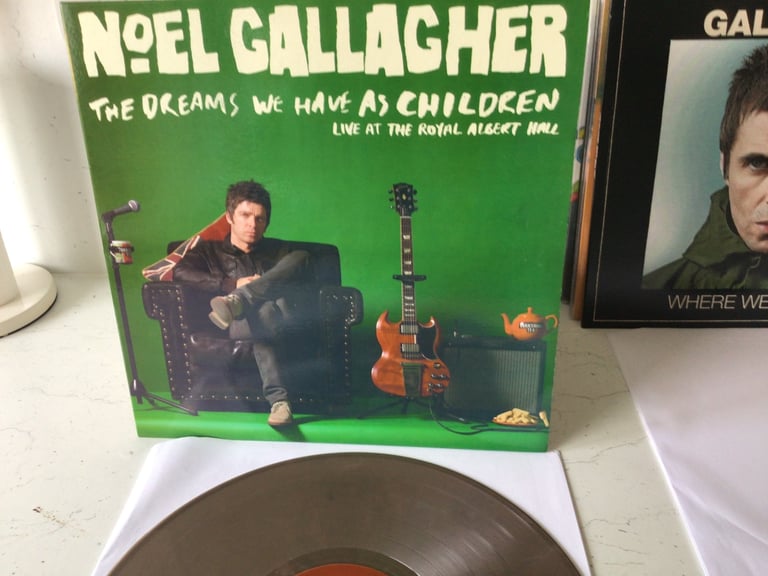 NOEL GALLAGHER
THE DREAMS WE HAVE AS CHILDREN
LIVE AT THE ROYAL ALBERT HALL
GAL
WHERE WE